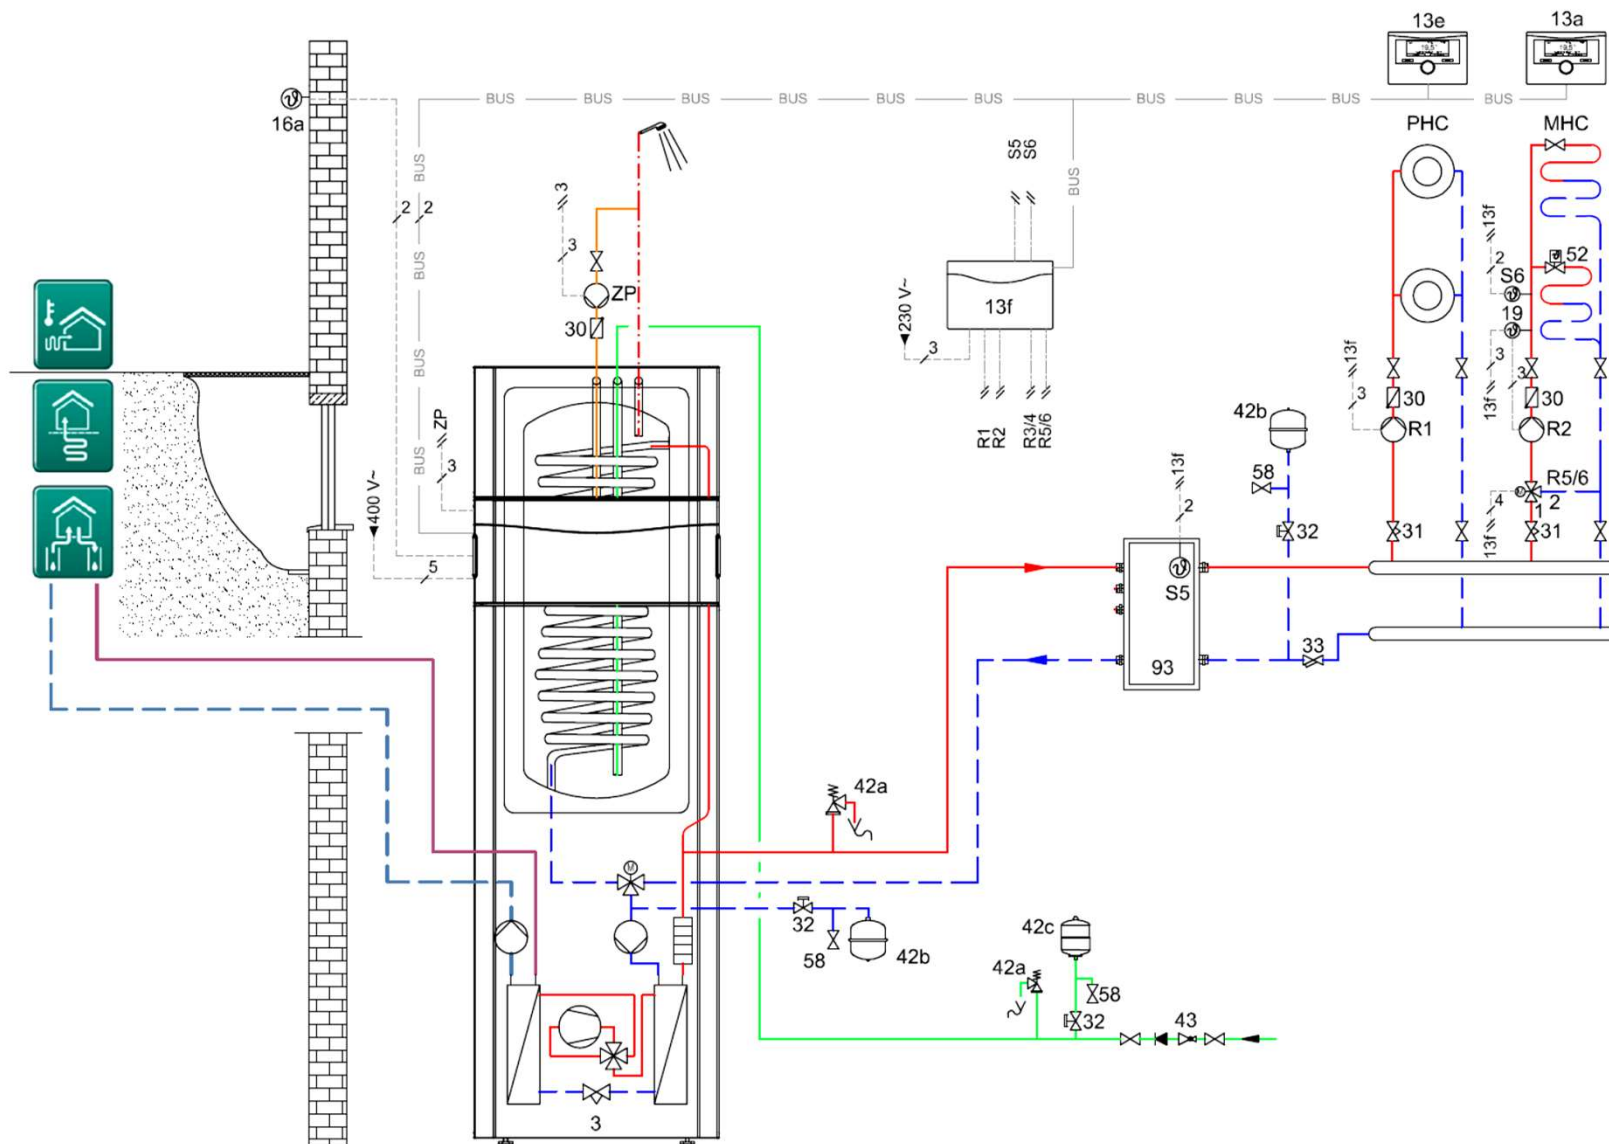 13e
13a
BUS BUS BUS BUS BUS BUS BUS BUS BUS BUS BUS
16a
PHC
MHC
S5
S6
BUS
BUS
3
2
2
3
BUS
13f
2
52
S6
19
ZP
13f
230 V~
3
30
BUS
13f
3
3
13f
3
13f
30
30
42b
ZP
R1
R2
R3/4
R5/6
R1
R2
3
BUS
58
13f
2
400 V~
R5/6
4
M
1
2
32
13f
31
31
5
S5
33
93
42a
M
32
58
42b
42c
42a
58
32
43
3